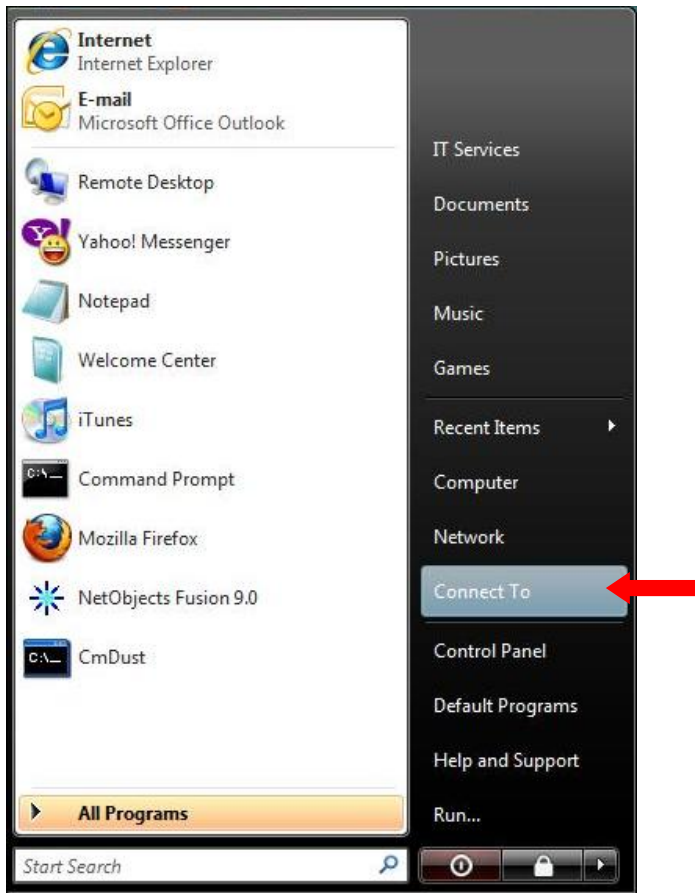 Internet
Internet Explorer
E-mail
Microsoft Office Outlook
Remote Desktop
Yahoo! Messenger
Notepad
Welcome Center
iTunes
Command Prompt
Mozilla Firefox
NetObjects Fusion 9.0
CmDust
All Programs
Start Search
IT Services
Documents
Pictures
Music
Games
Recent Items
Computer
Network
Connect To
Control Panel
Default Programs
Help and Support
Run...